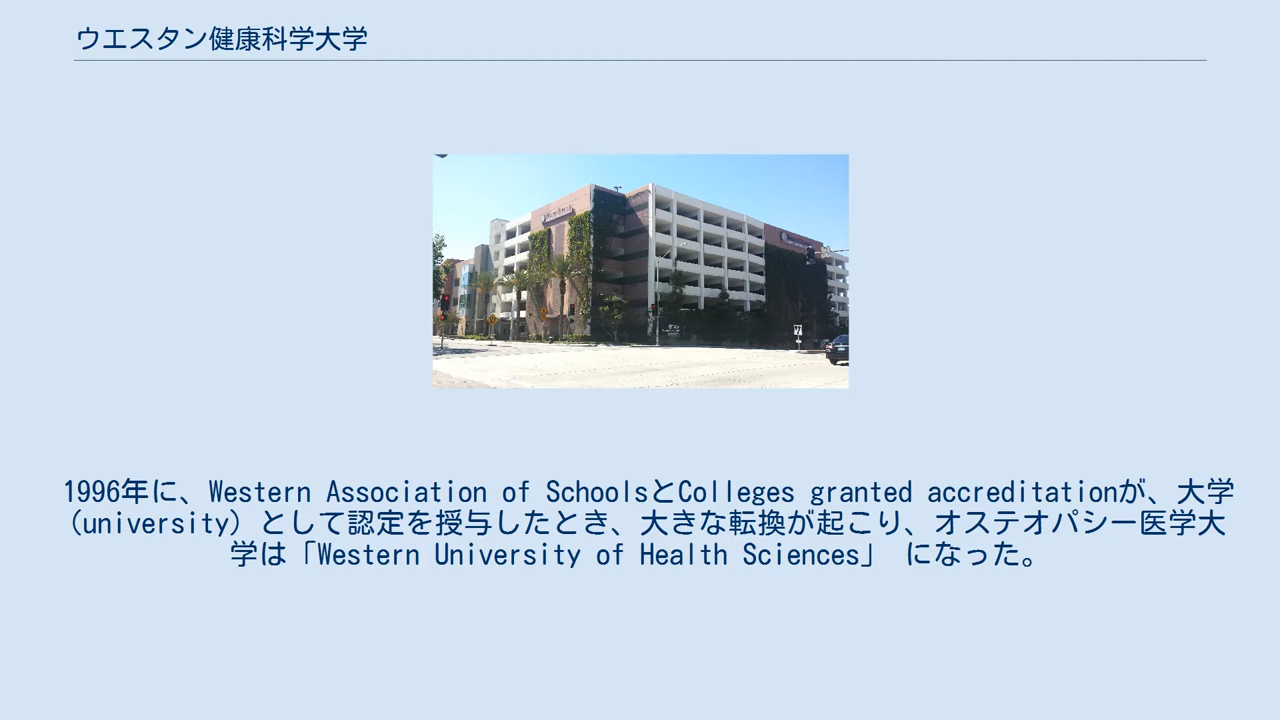 ウエスタン健康科学大学
1996年に、Western Association of SchoolsとColleges granted accreditationが、大学
（university）として認定を授与したとき、大きな転換が起こり、オステオパシー医学大
学は「Western University of Health Sciences」 になった。